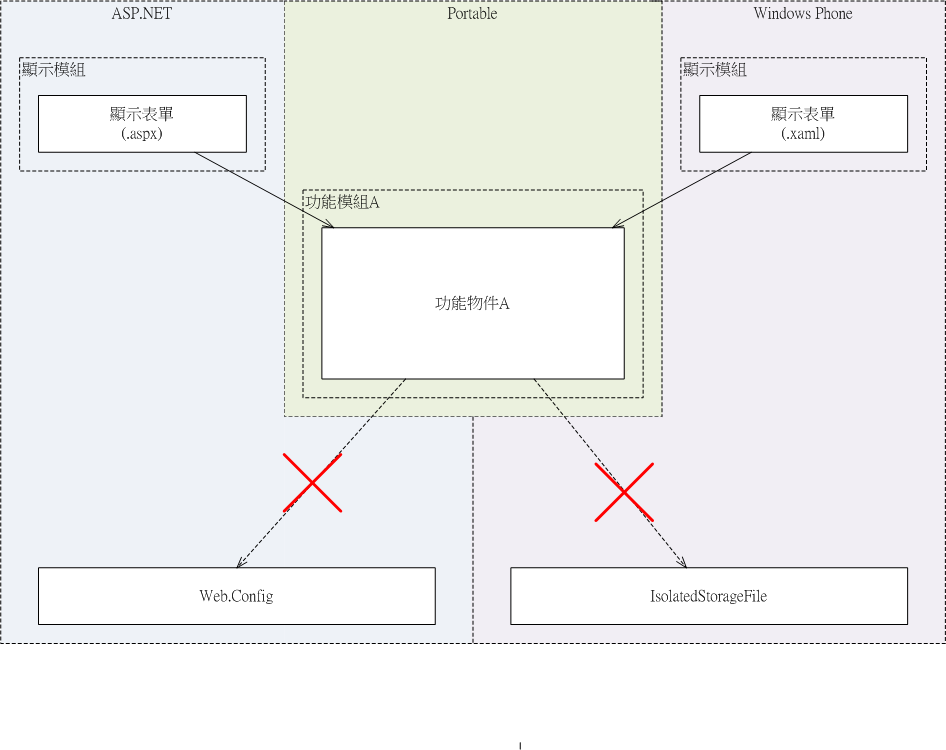 ASP.NET
Portable
Windows Phone
顯示模組
顯示模組
顯示表單
(.aspx)
顯示表單
(.xaml)
功能模組A
功能物件A
Web.Config
IsolatedStorageFile